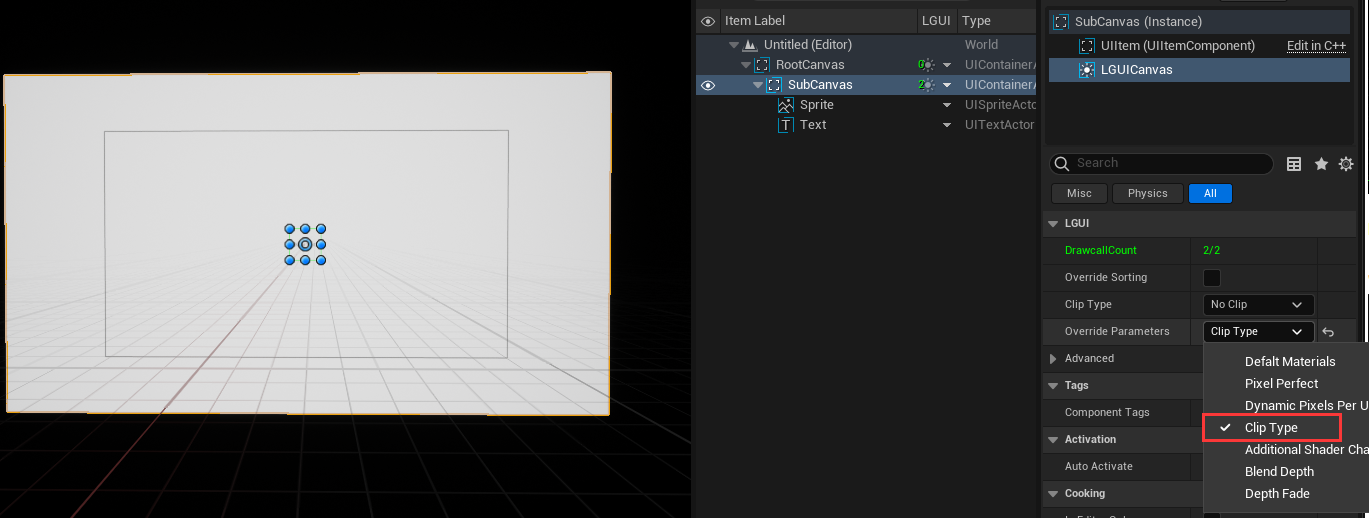 Item Label LGUI Type
Untitled (Editor) World
RootCanvas UIContainerA
SubCanvas 2 UIContainerA
Sprite UISpriteActo
Text UITextActor
SubCanvas (Instance)
UIItem (UIItemComponent) Edit in C++
LGUICanvas
Search
Misc Physics All
LGUI
DrawcallCount 2/2
Override Sorting
Clip Type No Clip
Override Parameters Clip Type
Advanced
Defalt Materials
Pixel Perfect
Tags
Dynamic Pixels Per U
Component Tags
Clip Type
Activation
Additional Shader Cha
Auto Activate
Blend Depth
Cooking
Depth Fade